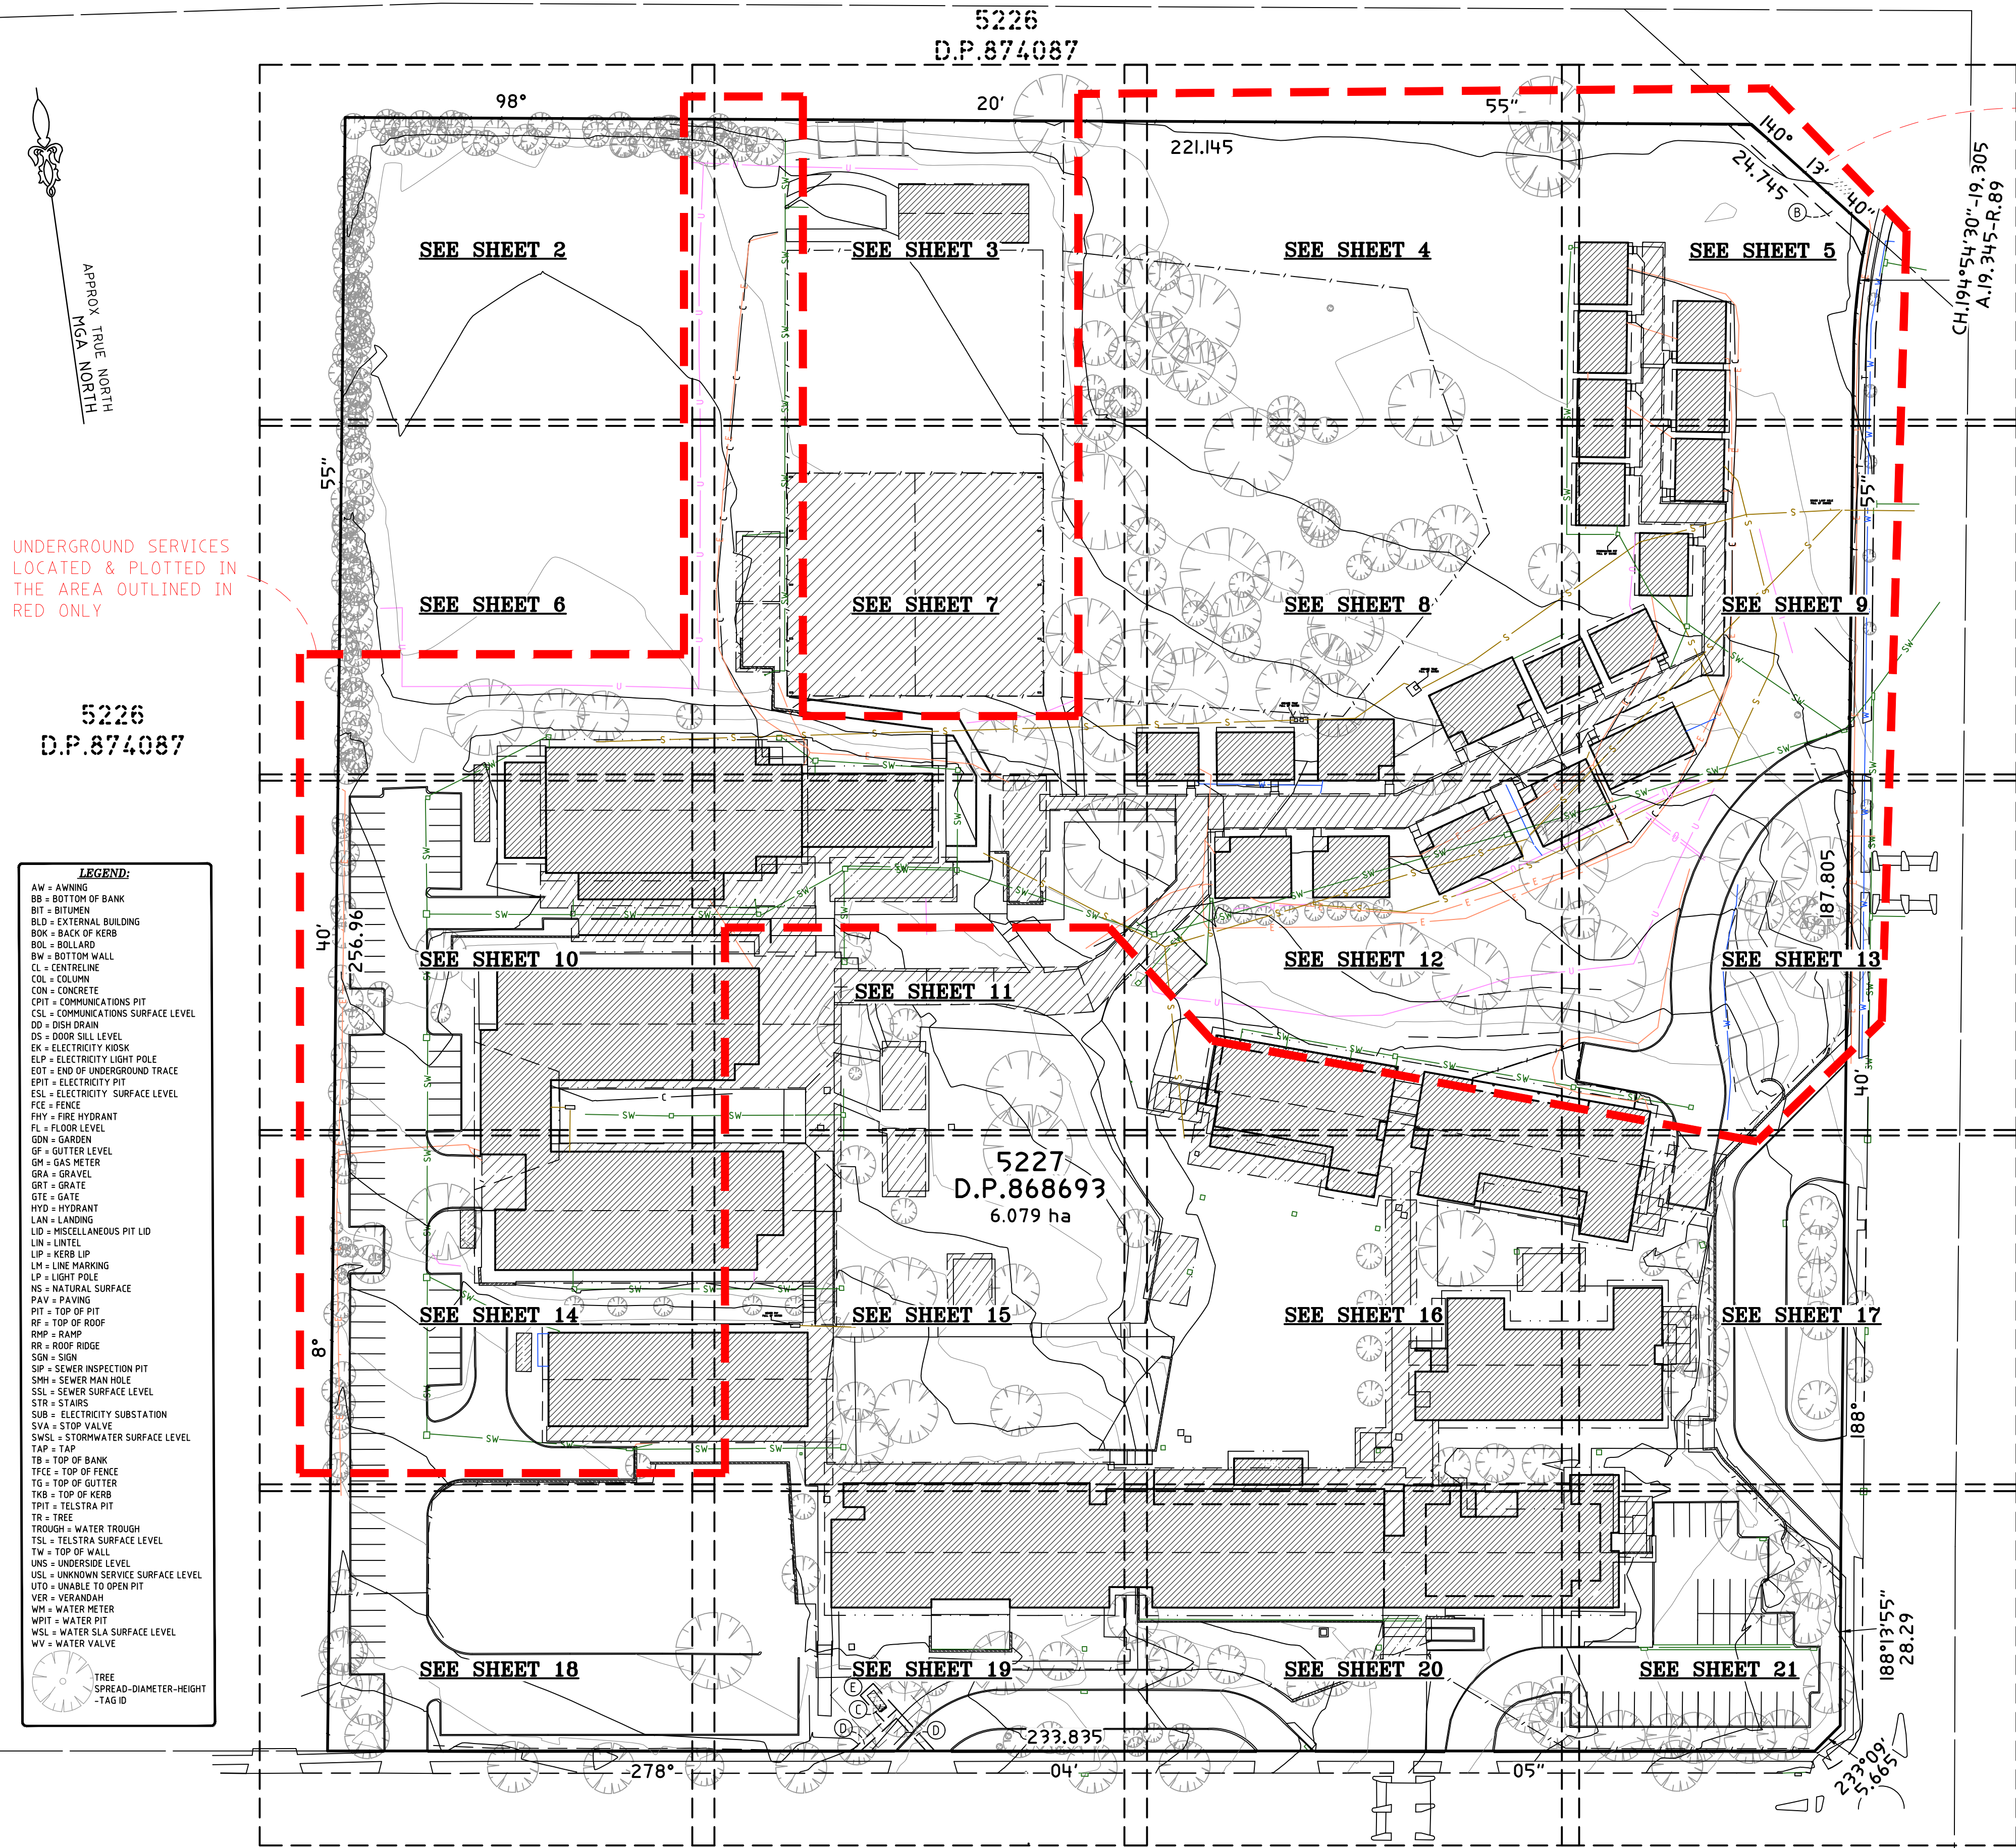 5226
D.P.874087
98°
20'
55"
221.145
140°
13'
40"
24.745
B
CH.194°54'30"-19.305
A.19.345-R.89
APPROX TRUE NORTH
MGA NORTH
SEE SHEET 2
SEE SHEET 3
SEE SHEET 4
SEE SHEET 5
55"
55"
UNDERGROUND SERVICES
LOCATED & PLOTTED IN
THE AREA OUTLINED IN
RED ONLY
SEE SHEET 6
SEE SHEET 7
SEE SHEET 8
SEE SHEET 9
5226
D.P.874087
187.805
40'
256.96
SEE SHEET 10
SEE SHEET 11
SEE SHEET 12
SEE SHEET 13
40'
5227
D.P.868693
6.079 ha
SEE SHEET 14
SEE SHEET 15
SEE SHEET 16
SEE SHEET 17
8°
188°
188°13'55"
28.29
SEE SHEET 18
SEE SHEET 19
SEE SHEET 20
SEE SHEET 21
E
C
D
D
233.835
278°
04'
05"
233°09'
5.665
LEGEND:
AW = AWNING
BB = BOTTOM OF BANK
BIT = BITUMEN
BLD = EXTERNAL BUILDING
BOK = BACK OF KERB
BOL = BOLLARD
BW = BOTTOM WALL
CL = CENTRELINE
COL = COLUMN
CON = CONCRETE
CPIT = COMMUNICATIONS PIT
CSL = COMMUNICATIONS SURFACE LEVEL
DD = DISH DRAIN
DS = DOOR SILL LEVEL
EK = ELECTRICITY KIOSK
ELP = ELECTRICITY LIGHT POLE
EOT = END OF UNDERGROUND TRACE
EPIT = ELECTRICITY PIT
ESL = ELECTRICITY SURFACE LEVEL
FCE = FENCE
FHY = FIRE HYDRANT
FL = FLOOR LEVEL
GDN = GARDEN
GF = GUTTER LEVEL
GM = GAS METER
GRA = GRAVEL
GRT = GRATE
GTE = GATE
HYD = HYDRANT
LAN = LANDING
LID = MISCELLANEOUS PIT LID
LIN = LINTEL
LIP = KERB LIP
LM = LINE MARKING
LP = LIGHT POLE
NS = NATURAL SURFACE
PAV = PAVING
PIT = TOP OF PIT
RF = TOP OF ROOF
RMP = RAMP
RR = ROOF RIDGE
SGN = SIGN
SIP = SEWER INSPECTION PIT
SMH = SEWER MAN HOLE
SSL = SEWER SURFACE LEVEL
STR = STAIRS
SUB = ELECTRICITY SUBSTATION
SVA = STOP VALVE
SWSL = STORMWATER SURFACE LEVEL
TAP = TAP
TB = TOP OF BANK
TFCE = TOP OF FENCE
TG = TOP OF GUTTER
TKB = TOP OF KERB
TPIT = TELSTRA PIT
TR = TREE
TROUGH = WATER TROUGH
TSL = TELSTRA SURFACE LEVEL
TW = TOP OF WALL
UNS = UNDERSIDE LEVEL
USL = UNKNOWN SERVICE SURFACE LEVEL
UTO = UNABLE TO OPEN PIT
VER = VERANDAH
WM = WATER METER
WPIT = WATER PIT
WSL = WATER SLA SURFACE LEVEL
WV = WATER VALVE
TREE
SPREAD-DIAMETER-HEIGHT
-TAG ID